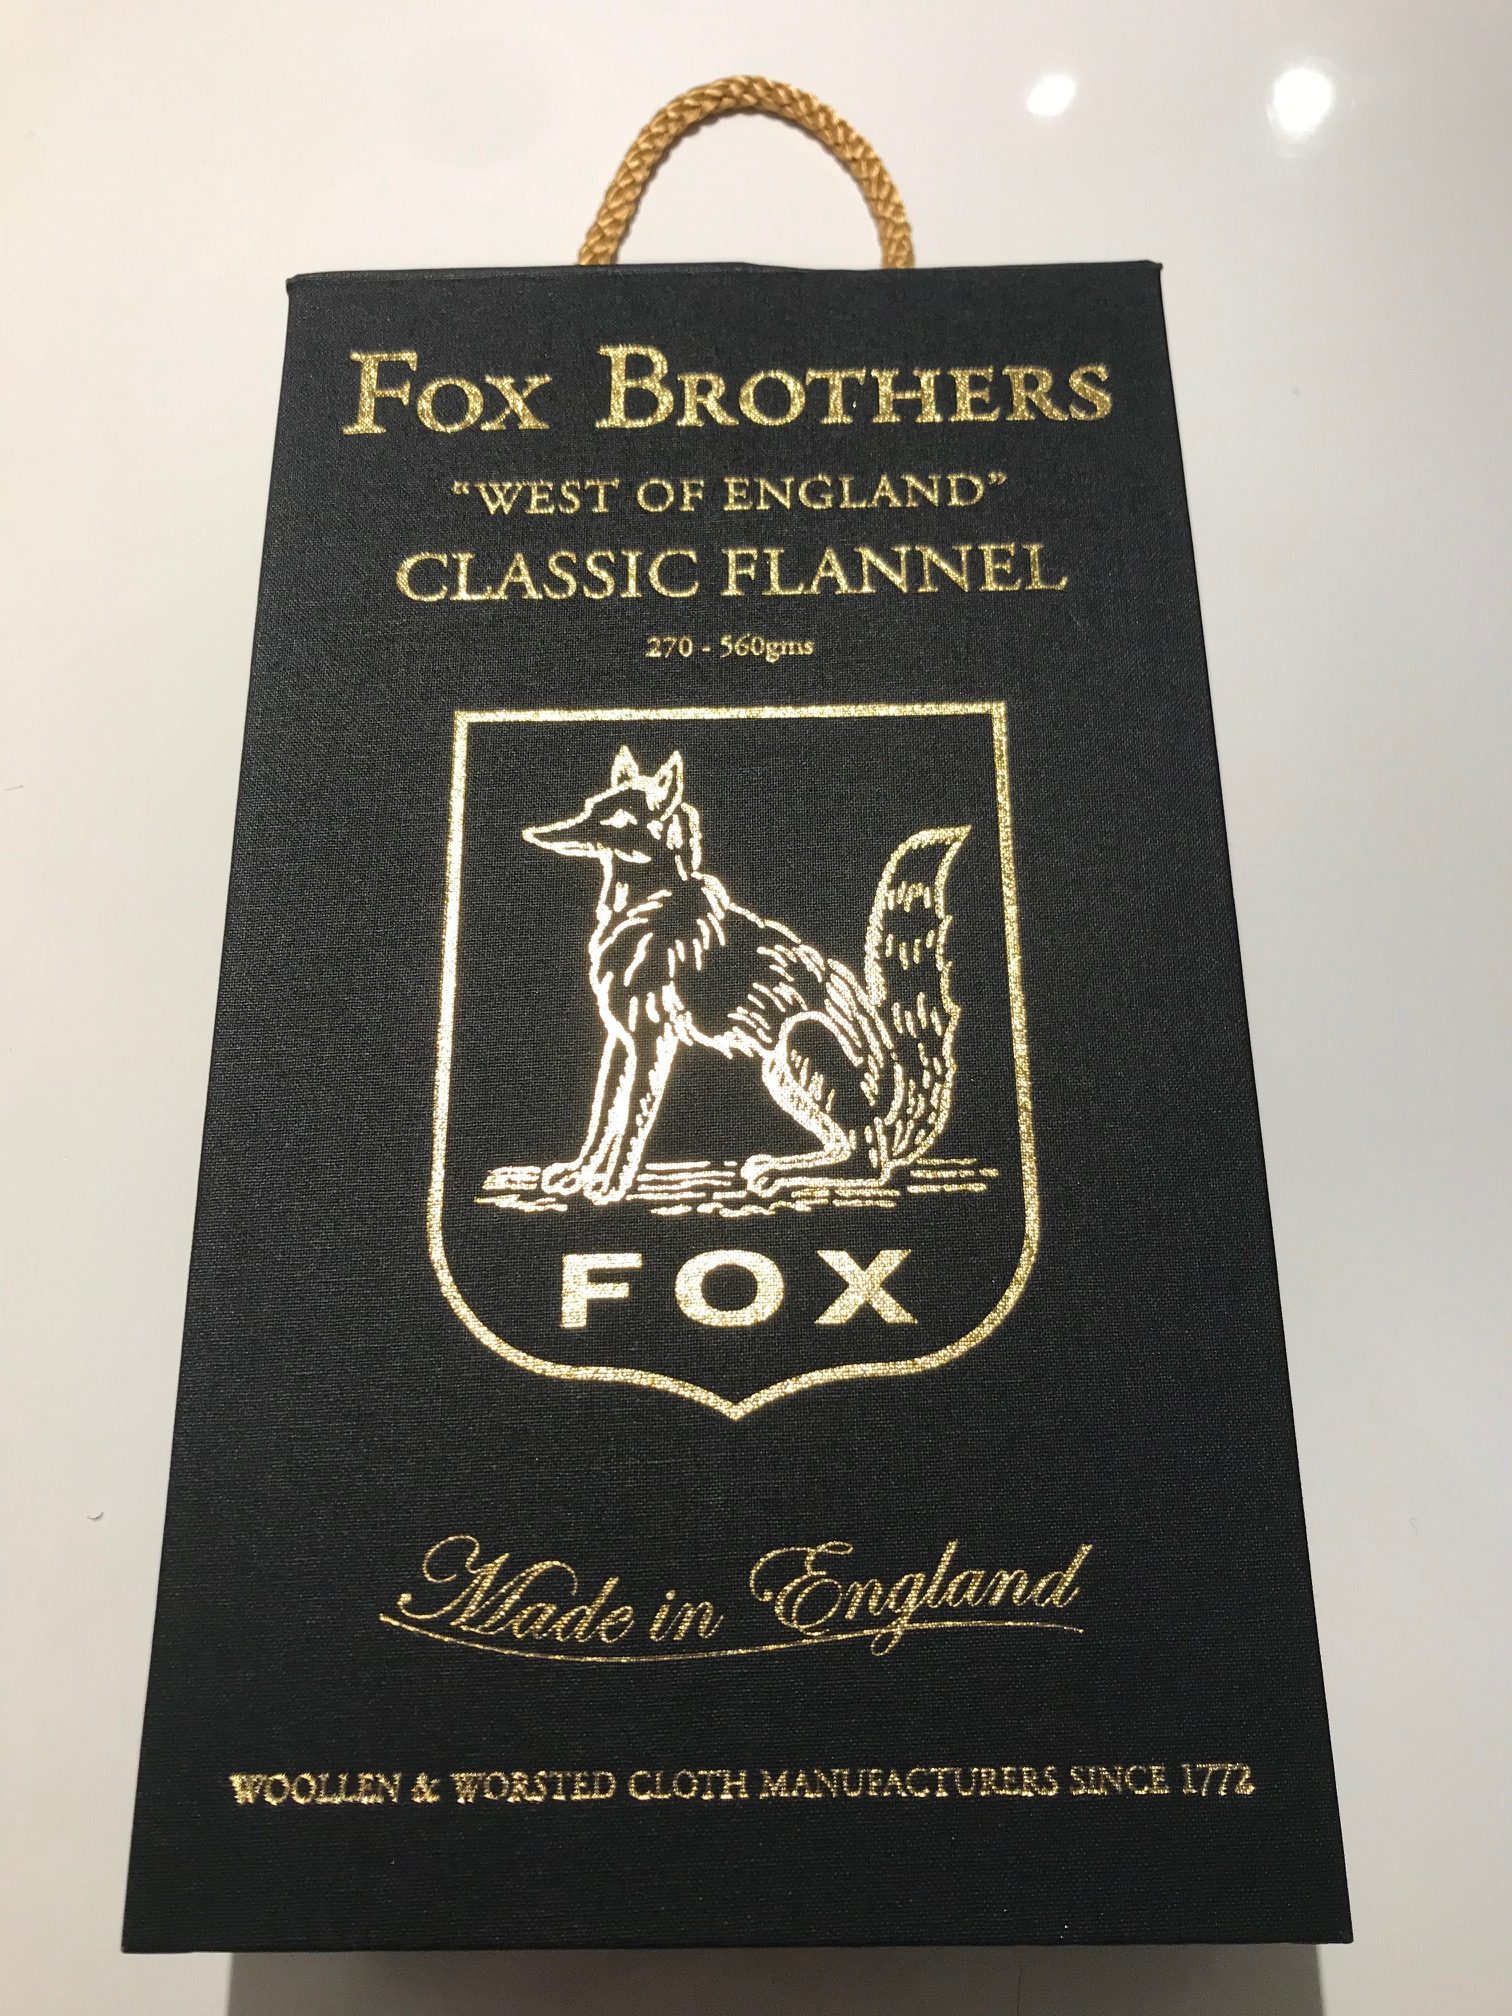 FOX BROTHERS
“WEST OF ENGLAND”
CLASSIC FLANNEL
270 - 560gms
FOX
Made in England
WOOLLEN & WORSTED CLOTH MANUFACTURERS SINCE 1772